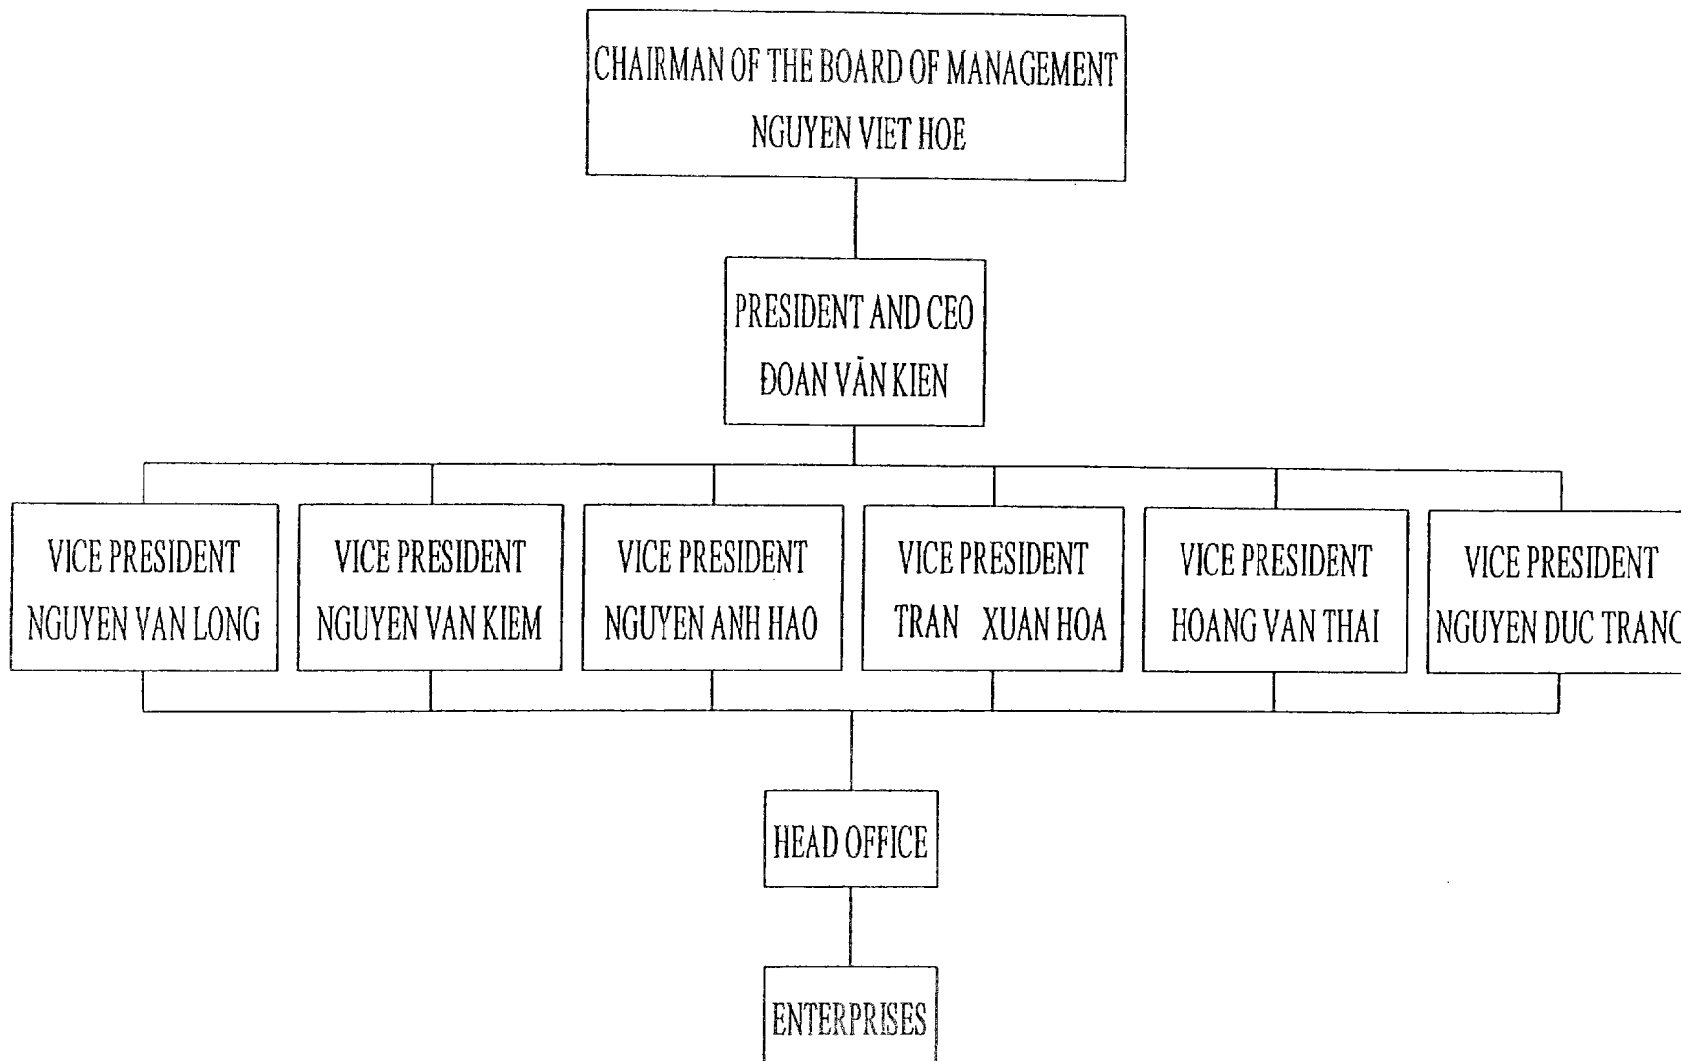 CHAIRMAN OF THE BOARD OF MANAGEMENT
NGUYEN VIET HOE
PRESIDENT AND CEO
ĐOAN VĂN KIEN
VICE PRESIDENT
NGUYEN VAN LONG
VICE PRESIDENT
NGUYEN VAN KIEM
VICE PRESIDENT
NGUYEN ANH HAO
VICE PRESIDENT
TRAN XUAN HOA
VICE PRESIDENT
HOANG VAN THAI
VICE PRESIDENT
NGUYEN DUC
HEAD OFFICE
ENTERPRISES